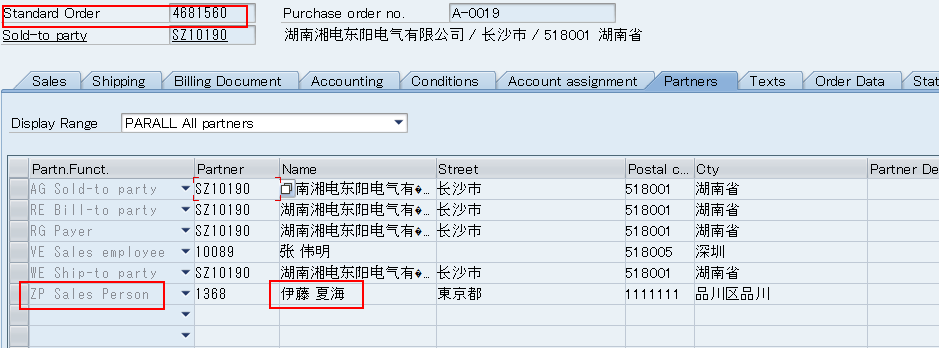 Standard Order 4681560 Purchase order no. A-0019
Sold-to party SZ10190 湖南湘电东阳电气有限公司 / 长沙市 / 518001 湖南省
Sales Shipping Billing Document Accounting Conditions Account assignment Partners Texts Order Data Stat
Display Range PARALL All partners
Partn.Funct. Partner Name Street Postal c... Cty Partner De
AG Sold-to party SZ10190 南湘电东阳电气有�... 长沙市 518001 湖南省
RE Bill-to party SZ10190 湖南湘电东阳电气有�... 长沙市 518001 湖南省
RG Payer SZ10190 湖南湘电东阳电气有�... 长沙市 518001 湖南省
VE Sales employee 10089 张 伟明 518005 深圳
WE Ship-to party SZ10190 湖南湘电东阳电气有�... 长沙市 518001 湖南省
ZP Sales Person 1368 伊藤 夏海 東京都 1111111 品川区品川